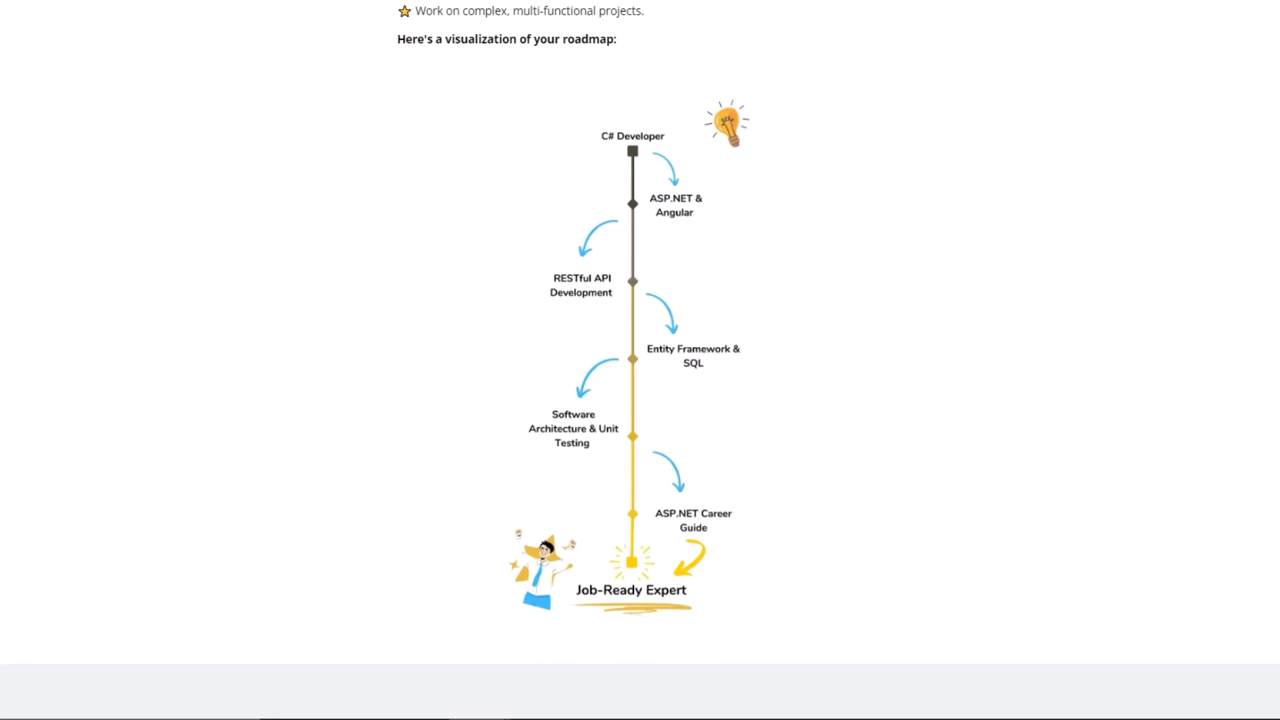 Work on complex, multi-functional projects.
Here's a visualization of your roadmap:
C# Developer
ASP.NET &
Angular
RESTful API
Development
Entity Framework &
SQL
Software
Architecture & Unit
Testing
ASP.NET Career
Guide
Job-Ready Expert